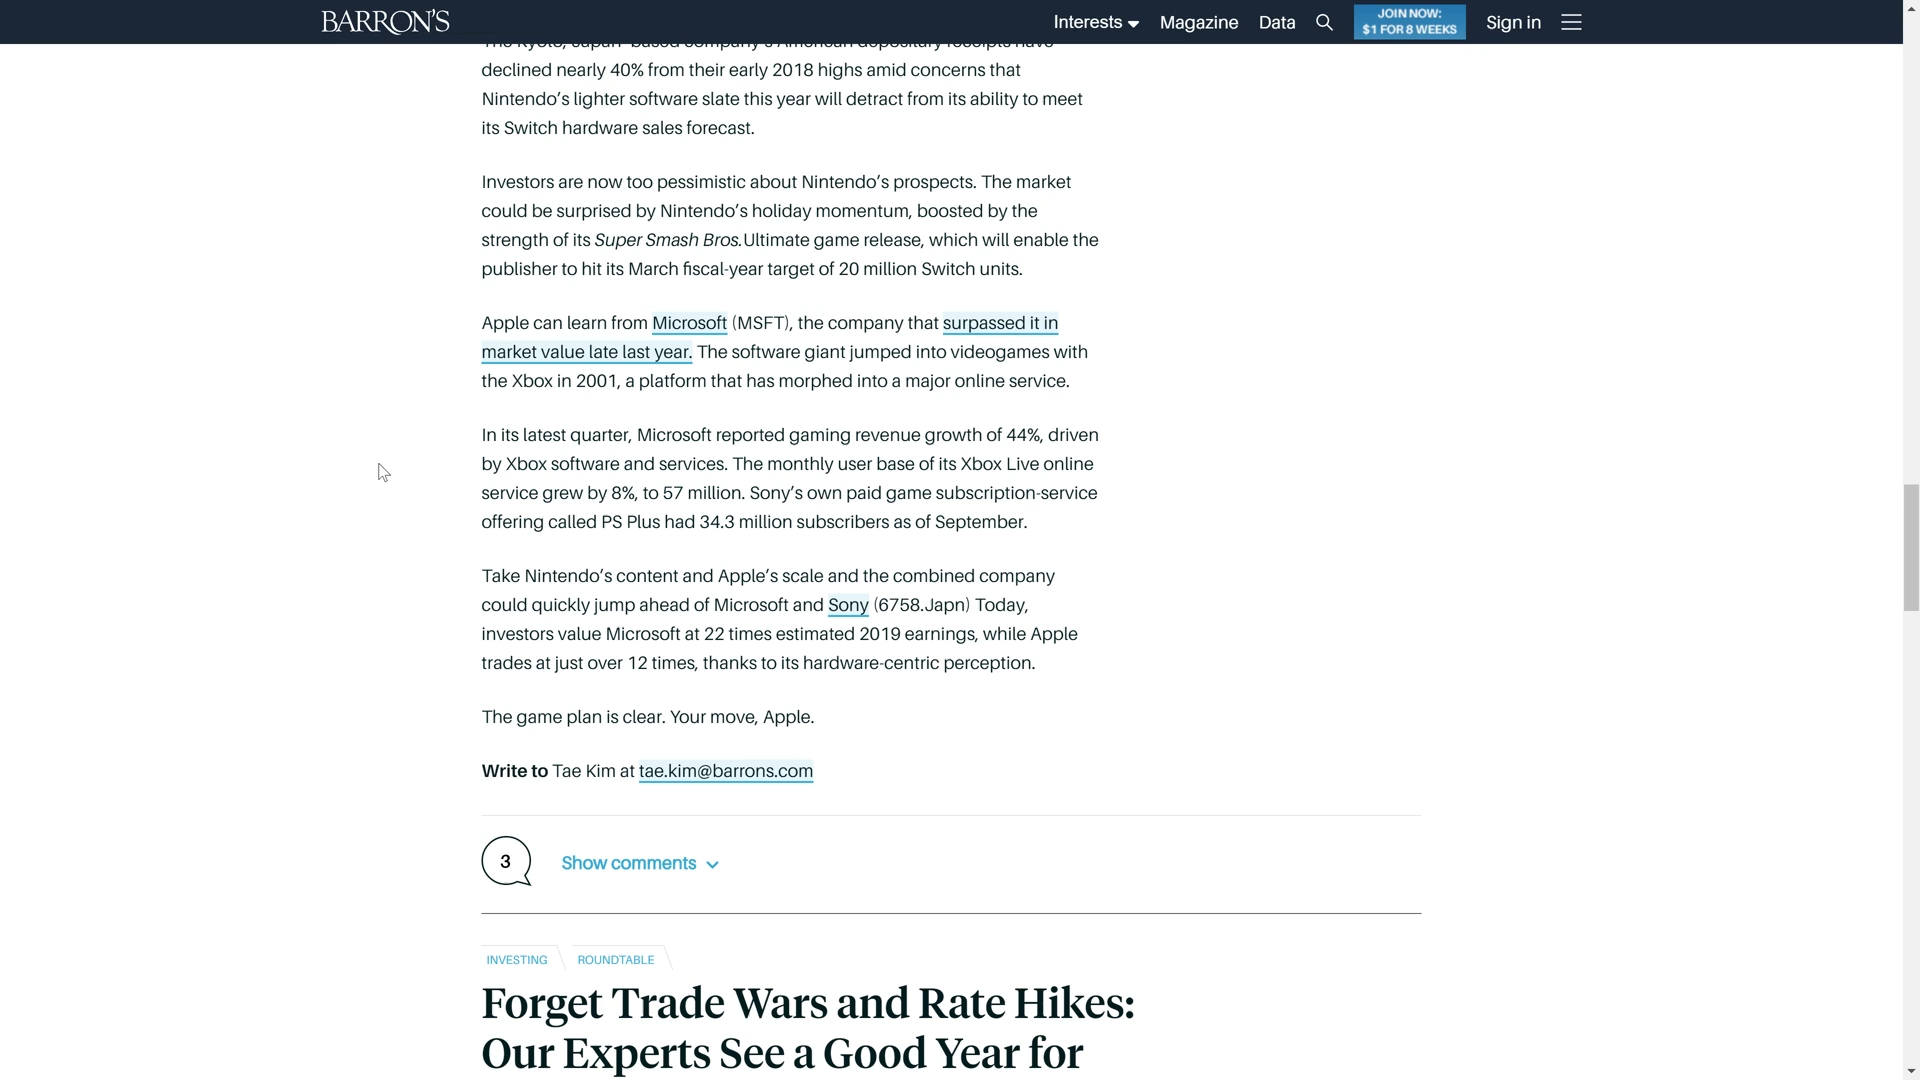 BARRON'S
Interests
Magazine
Data
JOIN NOW:
$1 FOR 8 WEEKS
Sign in
The Kyoto, Japan–based company's American depositary receipts have
declined nearly 40% from their early 2018 highs amid concerns that
Nintendo's lighter software slate this year will detract from its ability to meet
its Switch hardware sales forecast.
Investors are now too pessimistic about Nintendo's prospects. The market
could be surprised by Nintendo's holiday momentum, boosted by the
strength of its Super Smash Bros.Ultimate game release, which will enable the
publisher to hit its March fiscal-year target of 20 million Switch units.
Apple can learn from Microsoft (MSFT), the company that surpassed it in
market value late last year. The software giant jumped into videogames with
the Xbox in 2001, a platform that has morphed into a major online service.
In its latest quarter, Microsoft reported gaming revenue growth of 44%, driven
by Xbox software and services. The monthly user base of its Xbox Live online
service grew by 8%, to 57 million. Sony's own paid game subscription-service
offering called PS Plus had 34.3 million subscribers as of September.
Take Nintendo's content and Apple's scale and the combined company
could quickly jump ahead of Microsoft and Sony (6758.Japn) Today,
investors value Microsoft at 22 times estimated 2019 earnings, while Apple
trades at just over 12 times, thanks to its hardware-centric perception.
The game plan is clear. Your move, Apple.
Write to Tae Kim at tae.kim@barrons.com
3
Show comments
INVESTING
ROUNDTABLE
Forget Trade Wars and Rate Hikes:
Our Experts See a Good Year for